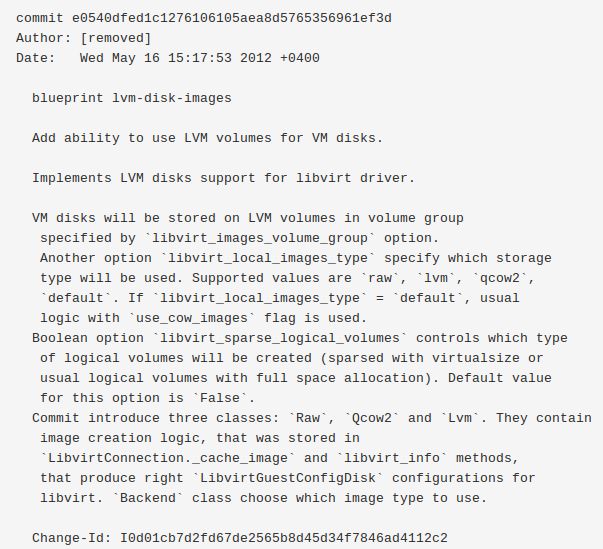 commit e0540dfed1c1276106105aea8d5765356961ef3d
Author: [removed]
Date:   Wed May 16 15:17:53 2012 +0400

  blueprint lvm-disk-images

  Add ability to use LVM volumes for VM disks.

  Implements LVM disks support for libvirt driver.

  VM disks will be stored on LVM volumes in volume group
   specified by `libvirt_images_volume_group` option.
   Another option `libvirt_local_images_type` specify which storage
   type will be used. Supported values are `raw`, `lvm`, `qcow2`,
   `default`. If `libvirt_local_images_type` = `default`, usual
   logic with `use_cow_images` flag is used.
  Boolean option `libvirt_sparse_logical_volumes` controls which type
   of logical volumes will be created (sparsed with virtualsize or
   usual logical volumes with full space allocation). Default value
   for this option is `False`.
  Commit introduce three classes: `Raw`, `Qcow2` and `Lvm`. They contain
   image creation logic, that was stored in
   `LibvirtConnection._cache_image` and `libvirt_info` methods,
   that produce right `LibvirtGuestConfigDisk` configurations for
   libvirt. `Backend` class choose which image type to use.

  Change-Id: I0d01cb7d2fd67de2565b8d45d34f7846ad4112c2